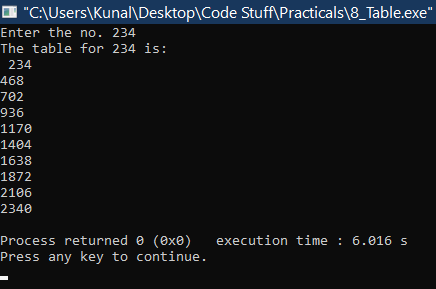 "C:\Users\Kunal\Desktop\Code Stuff\Practicals\8_Table.exe"
Enter the no. 234
The table for 234 is:
 234
468
702
936
1170
1404
1638
1872
2106
2340
Process returned 0 (0x0)   execution time : 6.016 s
Press any key to continue.